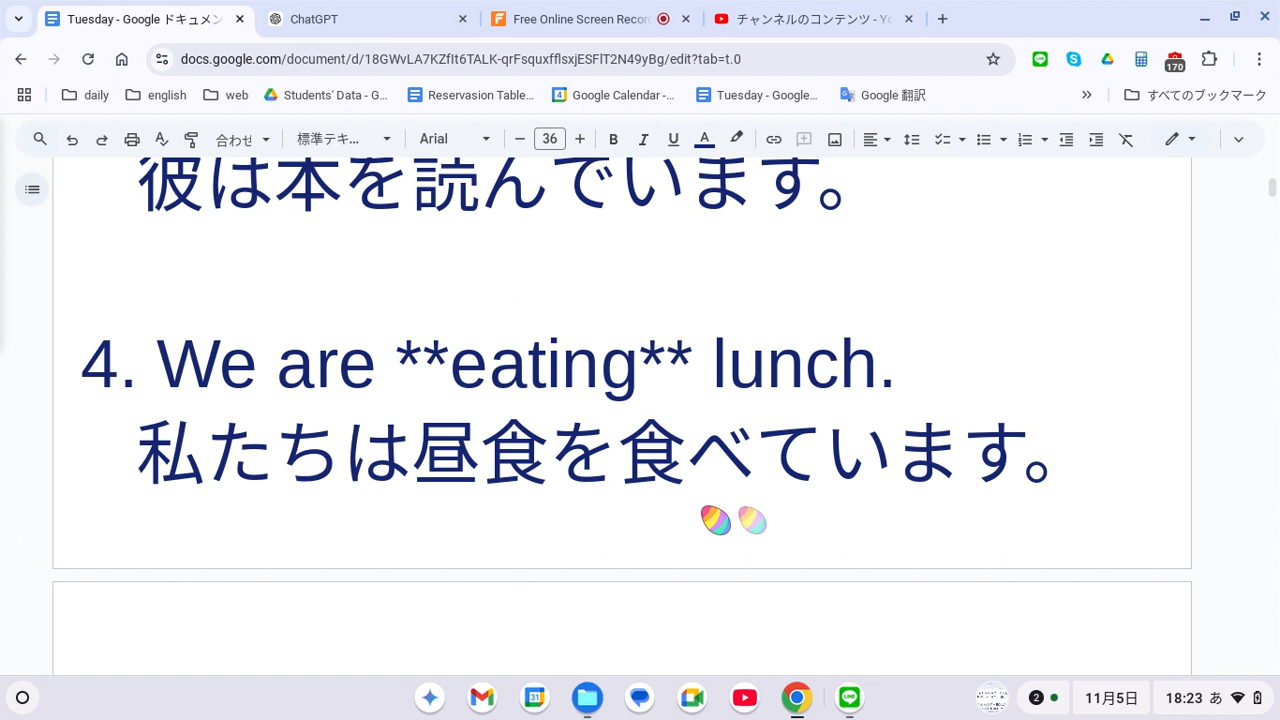 Tuesday - Google ドキュメン
ChatGPT
Free Online Screen Recor
チャンネルのコンテンツ - Yo
docs.google.com/document/d/18GWvLA7KZfIt6TALK-qrFsquxfflsxjESFlT2N49yBg/edit?tab=t.0
170
daily
english
web
Students' Data - G...
Reservasion Table...
Google Calendar -...
Tuesday - Google...
Google 翻訳
すべてのブックマーク
合わせ
標準テキ...
Arial
36
彼は本を読んでいます。
4. We are **eating** lunch.
私たちは昼食を食べています。
2
11月5日
18:23 あ